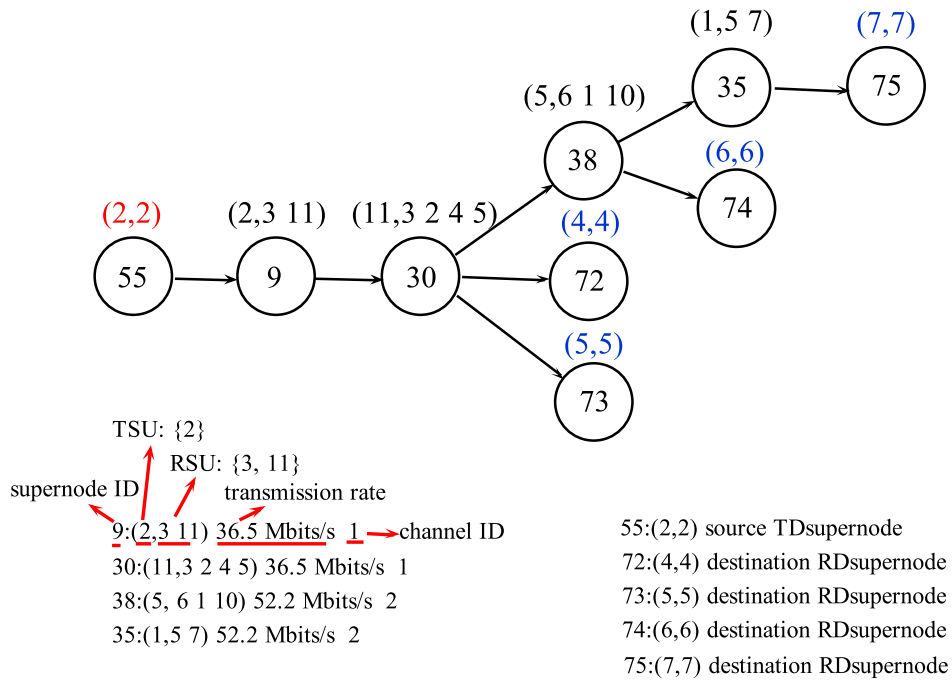 (1,5 7)
(7,7)
35
75
(5,6 1 10)
38
(6,6)
74
(2,2)
(2,3 11)
(11,3 2 4 5)
(4,4)
55
9
30
72
(5,5)
73
TSU: {2}
RSU: {3, 11}
supernode ID
transmission rate
9:(2,3 11) 36.5 Mbits/s 1
channel ID
30:(11,3 2 4 5) 36.5 Mbits/s 1
38:(5, 6 1 10) 52.2 Mbits/s 2
35:(1,5 7) 52.2 Mbits/s 2
55:(2,2) source TDsupernode
72:(4,4) destination RDsupernode
73:(5,5) destination RDsupernode
74:(6,6) destination RDsupernode
75:(7,7) destination RDsupernode